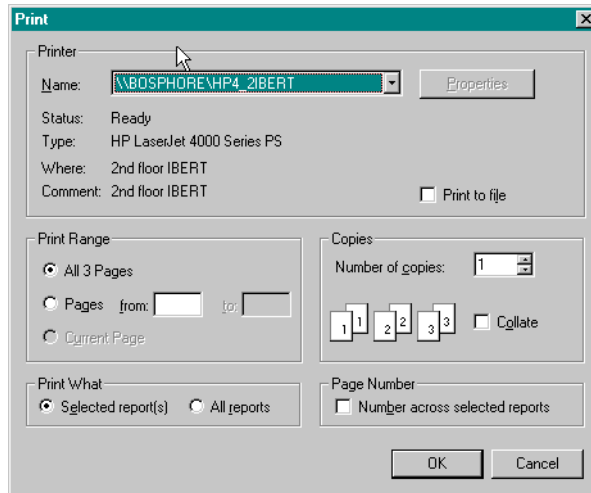 Print
Printer
Name: \\BOSPHORE\HP4_2IBERT Properties
Status: Ready
Type: HP LaserJet 4000 Series PS
Where: 2nd floor IBERT
Comment: 2nd floor IBERT
Print to file
Print Range
All 3 Pages
Pages from: to:
Current Page
Copies
Number of copies: 1
1 1 2 2 3 3 Collate
Print What
Selected report(s) All reports
Page Number
Number across selected reports
OK Cancel